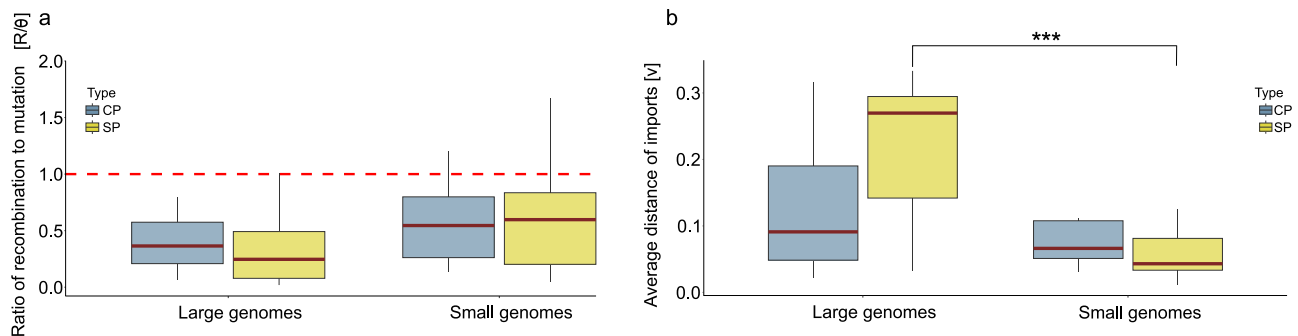 a
Ratio of recombination to mutation [R/θ]
2.0
1.5
1.0
0.5
0.0
Type
CP
SP
Large genomes
Small genomes
b
Average distance of imports [v]
0.3
0.2
0.1
0.0
***
Type
CP
SP
Large genomes
Small genomes